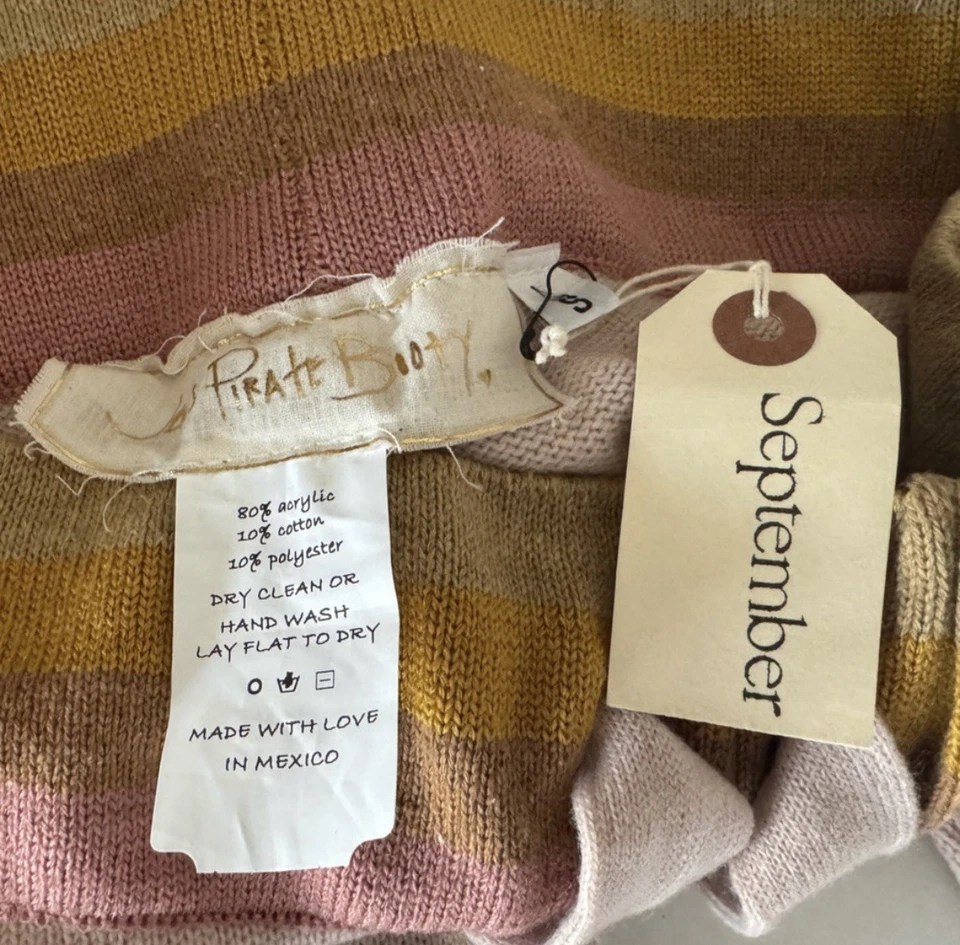 Jen's PIRATE BOOTY.
S
80% acrylic
10% cotton
10% polyester
DRY CLEAN OR
HAND WASH
LAY FLAT TO DRY
MADE WITH LOVE
IN MEXICO
September